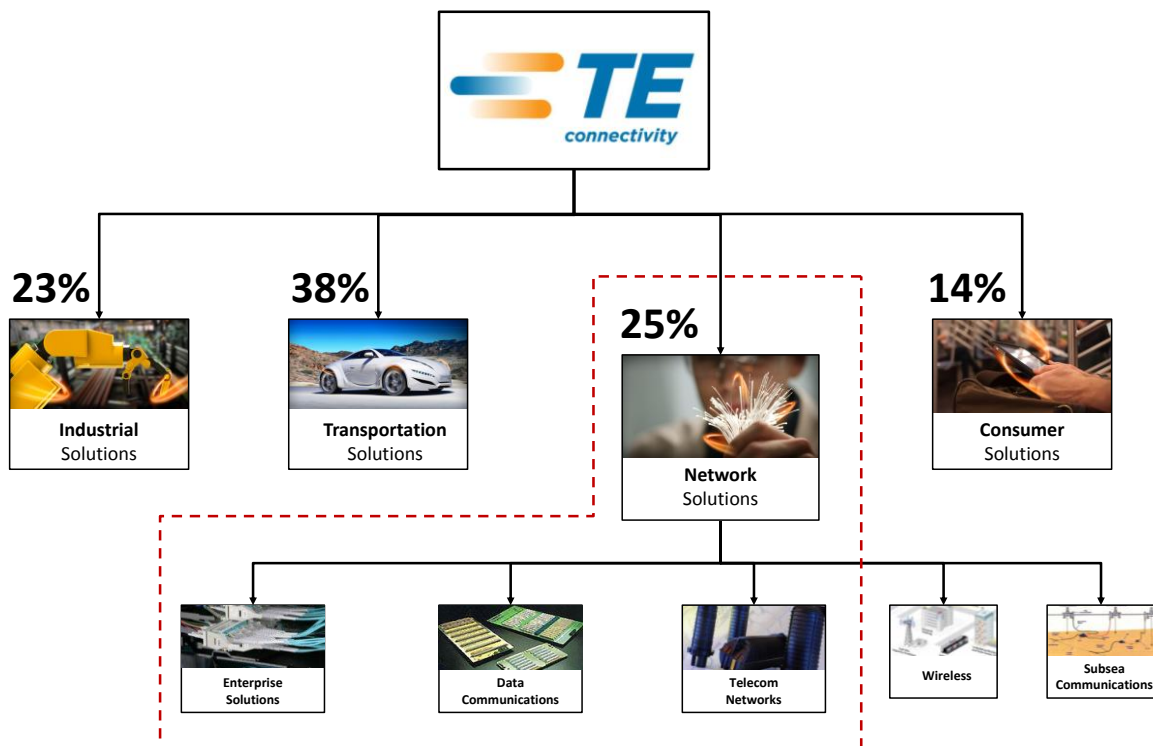 TE
connectivity
23%
38%
25%
14%
Industrial
Solutions
Transportation
Solutions
Network
Solutions
Consumer
Solutions
Enterprise
Solutions
Data
Communications
Telecom
Networks
Wireless
Subsea
Communications